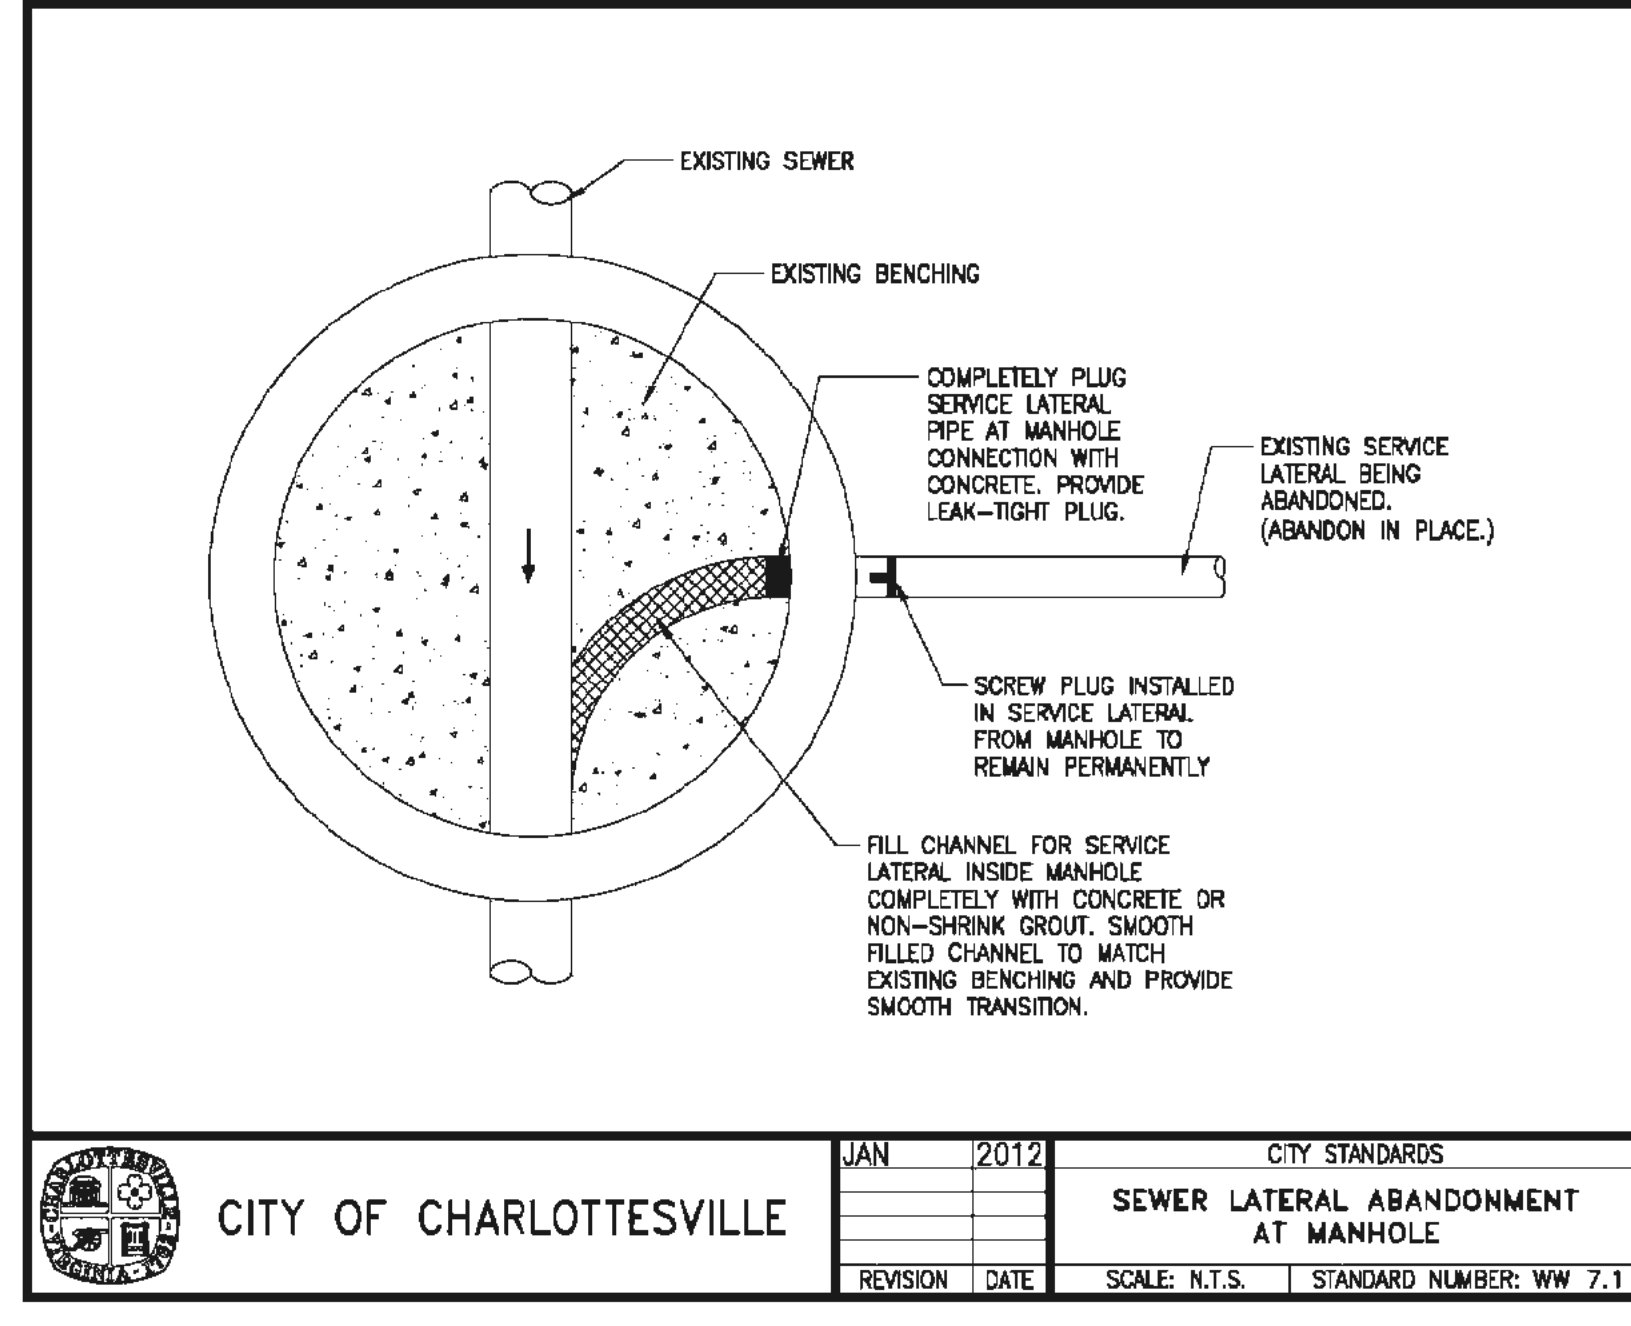 EXISTING SEWER
EXISTING BENCHING
COMPLETELY PLUG
SERVICE LATERAL
PIPE AT MANHOLE
CONNECTION WITH
CONCRETE. PROVIDE
LEAK-TIGHT PLUG.
EXISTING SERVICE
LATERAL BEING
ABANDONED.
(ABANDON IN PLACE.)
SCREW PLUG INSTALLED
IN SERVICE LATERAL
FROM MANHOLE TO
REMAIN PERMANENTLY
FILL CHANNEL FOR SERVICE
LATERAL INSIDE MANHOLE
COMPLETELY WITH CONCRETE OR
NON-SHRINK GROUT. SMOOTH
FILLED CHANNEL TO MATCH
EXISTING BENCHING AND PROVIDE
SMOOTH TRANSITION.
CHARLOTTESVILLE
VIRGINIA
CITY OF CHARLOTTESVILLE
JAN 2012
REVISION DATE
CITY STANDARDS
SEWER LATERAL ABANDONMENT
AT MANHOLE
SCALE: N.T.S. STANDARD NUMBER: WW 7.1